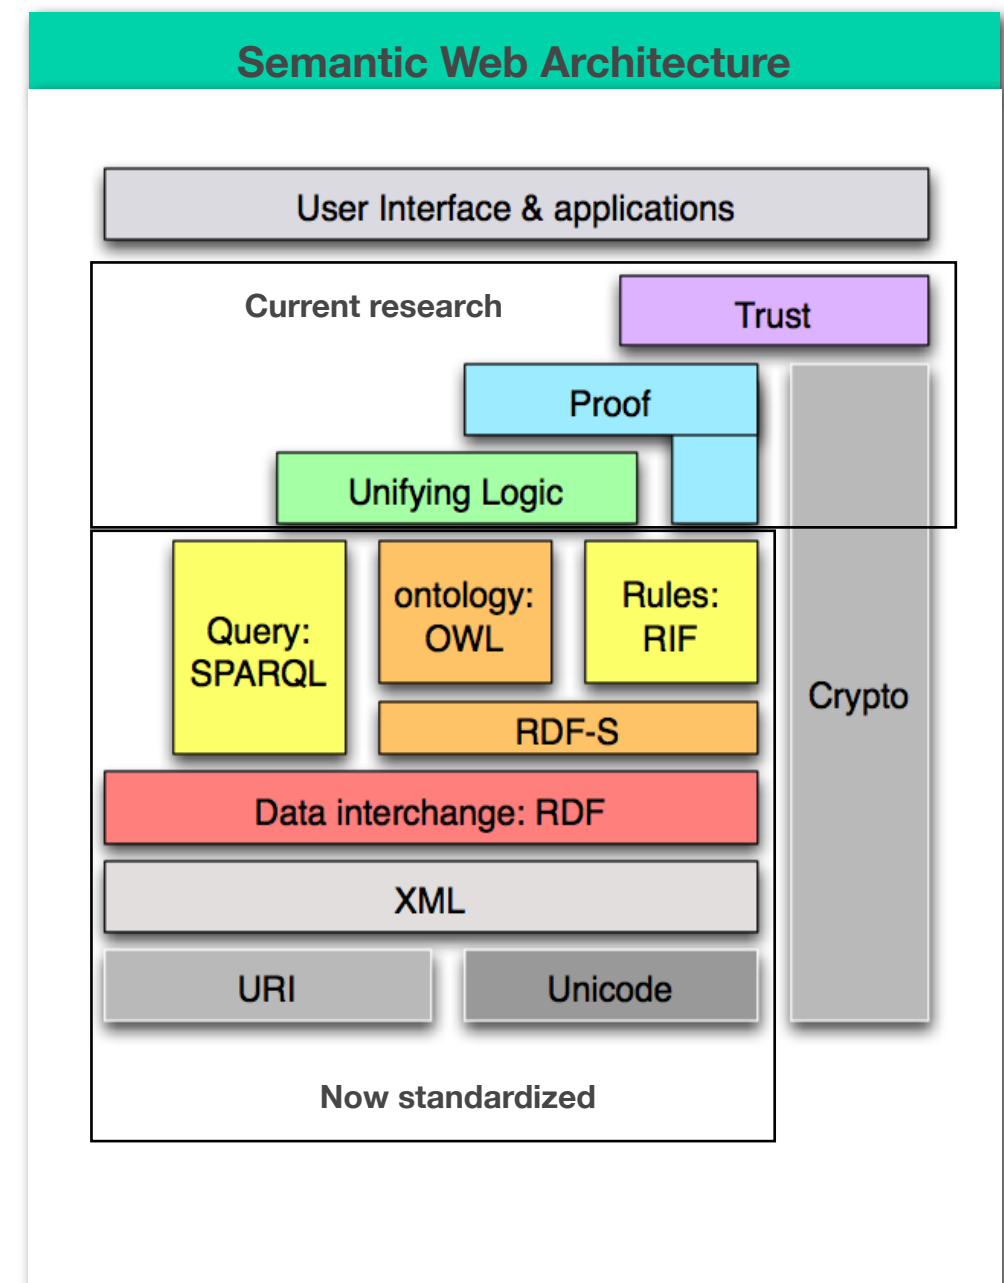 Semantic Web Architecture
User Interface & applications
Current research
Trust
Proof
Unifying Logic
Query:
SPARQL
ontology:
OWL
Rules:
RIF
Crypto
RDF-S
Data interchange: RDF
XML
URI
Unicode
Now standardized